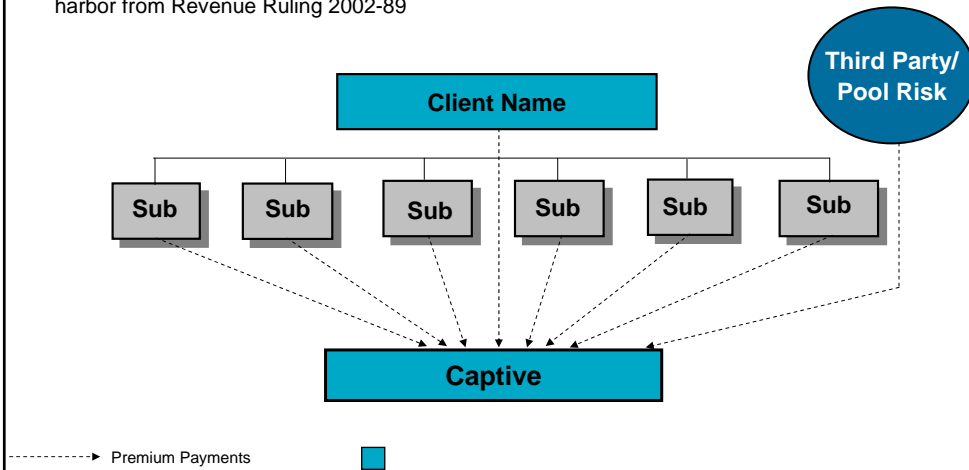 harbor from Revenue Ruling 2002-89
Third Party/
Pool Risk
Client Name
Sub Sub Sub Sub Sub Sub
Captive
Premium Payments